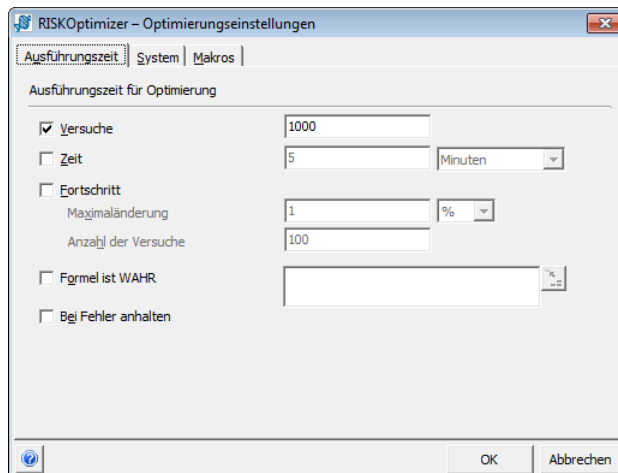 RISKOptimizer – Optimierungseinstellungen
Ausführungszeit System Makros
Ausführungszeit für Optimierung
Versuche 1000
Zeit 5 Minuten
Fortschritt
Maximaländerung 1 %
Anzahl der Versuche 100
Formel ist WAHR
Bei Fehler anhalten
OK Abbrechen